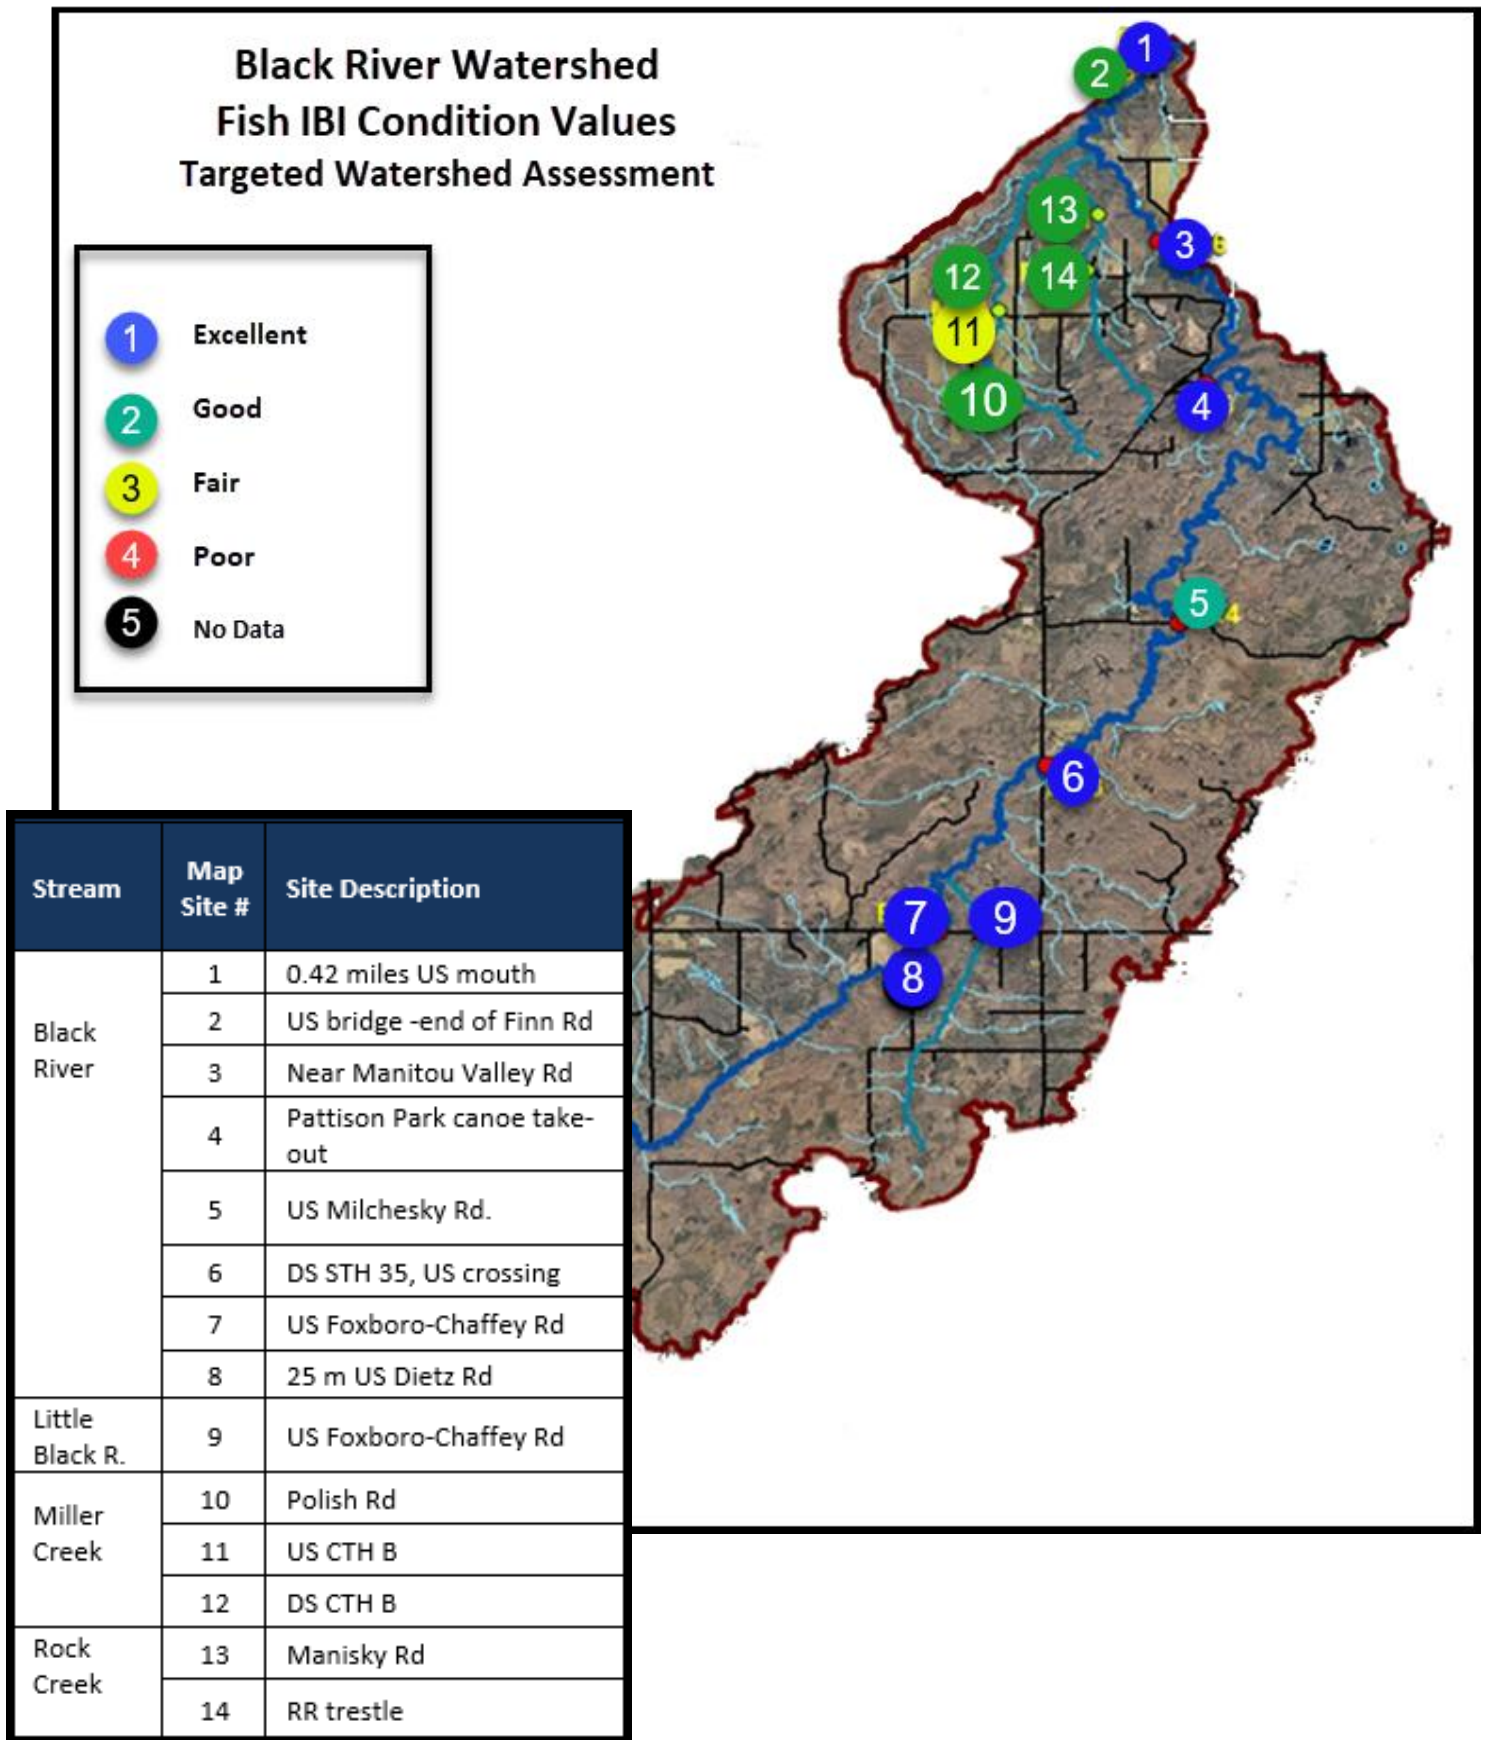 Black River Watershed
Fish IBI Condition Values
Targeted Watershed Assessment
1 Excellent
2 Good
3 Fair
4 Poor
5 No Data
1
2
13
3
12
14
11
10
4
5
4
6
7
9
8
Stream Map Site # Site Description
Black River
1 0.42 miles US mouth
2 US bridge -end of Finn Rd
3 Near Manitou Valley Rd
4 Pattison Park canoe take-
out
5 US Milchesky Rd.
6 DS STH 35, US crossing
7 US Foxboro-Chaffey Rd
8 25 m US Dietz Rd
Little
Black R.
9 US Foxboro-Chaffey Rd
Miller
Creek
10 Polish Rd
11 US CTH B
12 DS CTH B
Rock
Creek
13 Manisky Rd
14 RR trestle